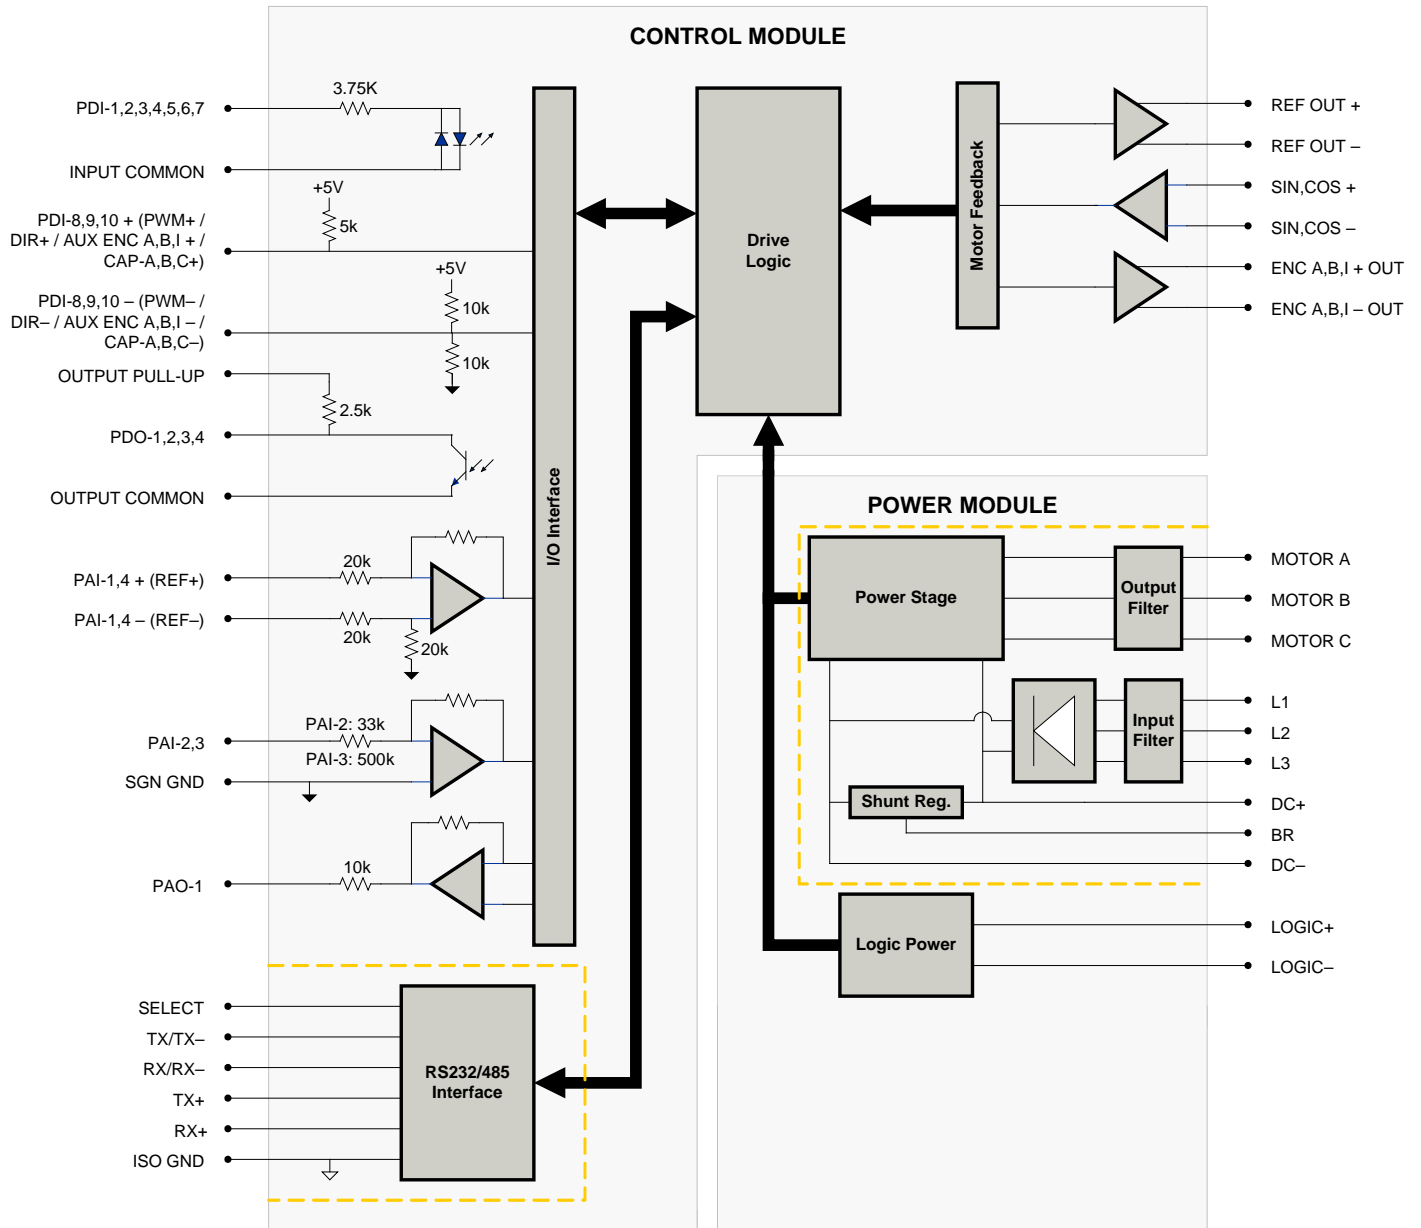 CONTROL MODULE
PDI-1,2,3,4,5,6,7
3.75K
INPUT COMMON
+5V
5k
PDI-8,9,10 + (PWM+ /
DIR+ / AUX ENC A,B,I + /
CAP-A,B,C+)
+5V
10k
10k
PDI-8,9,10 – (PWM– /
DIR– / AUX ENC A,B,I – /
CAP-A,B,C–)
OUTPUT PULL-UP
2.5k
PDO-1,2,3,4
OUTPUT COMMON
PAI-1,4 + (REF+)
20k
PAI-1,4 – (REF–)
20k
20k
PAI-2,3
PAI-2: 33k
PAI-3: 500k
SGN GND
PAO-1
10k
I/O Interface
SELECT
TX/TX–
RX/RX–
TX+
RX+
ISO GND
RS232/485
Interface
Drive
Logic
Motor Feedback
REF OUT +
REF OUT –
SIN,COS +
SIN,COS –
ENC A,B,I + OUT
ENC A,B,I – OUT
POWER MODULE
Power Stage
Output
Filter
MOTOR A
MOTOR B
MOTOR C
Input
Filter
L1
L2
L3
Shunt Reg.
DC+
BR
DC–
Logic Power
LOGIC+
LOGIC–